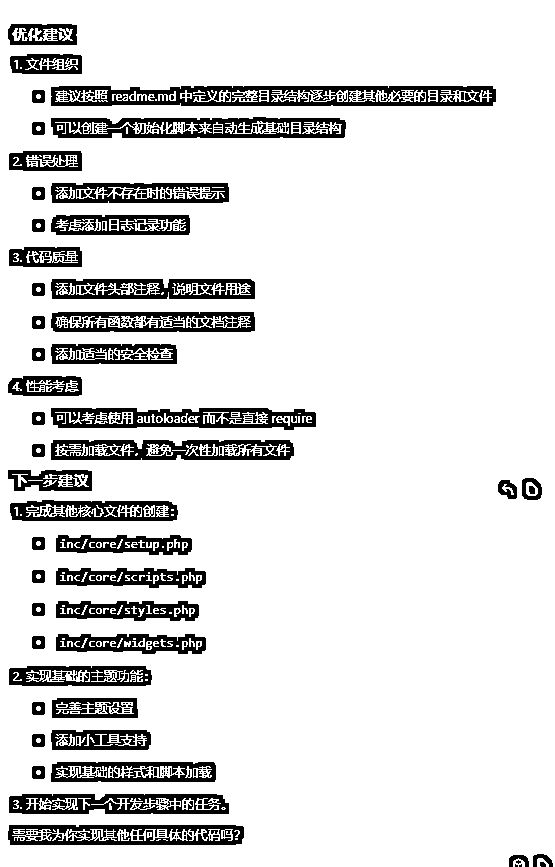 优化建议
1. 文件组织
建议按照 readme.md 中定义的完整目录结构逐步创建其他必要的目录和文件
可以创建一个初始化脚本来自动生成基础目录结构
2. 错误处理
添加文件不存在时的错误提示
考虑添加日志记录功能
3. 代码质量
添加文件头部注释，说明文件用途
确保所有函数都有适当的文档注释
添加适当的安全检查
4. 性能考虑
可以考虑使用 autoloader 而不是直接 require
按需加载文件，避免一次性加载所有文件
下一步建议
1. 完成其他核心文件的创建：
inc/core/setup.php
inc/core/scripts.php
inc/core/styles.php
inc/core/widgets.php
2. 实现基础的主题功能：
完善主题设置
添加小工具支持
实现基础的样式和脚本加载
3. 开始实现下一个开发步骤中的任务。
需要我为你实现其他任何具体的代码吗？